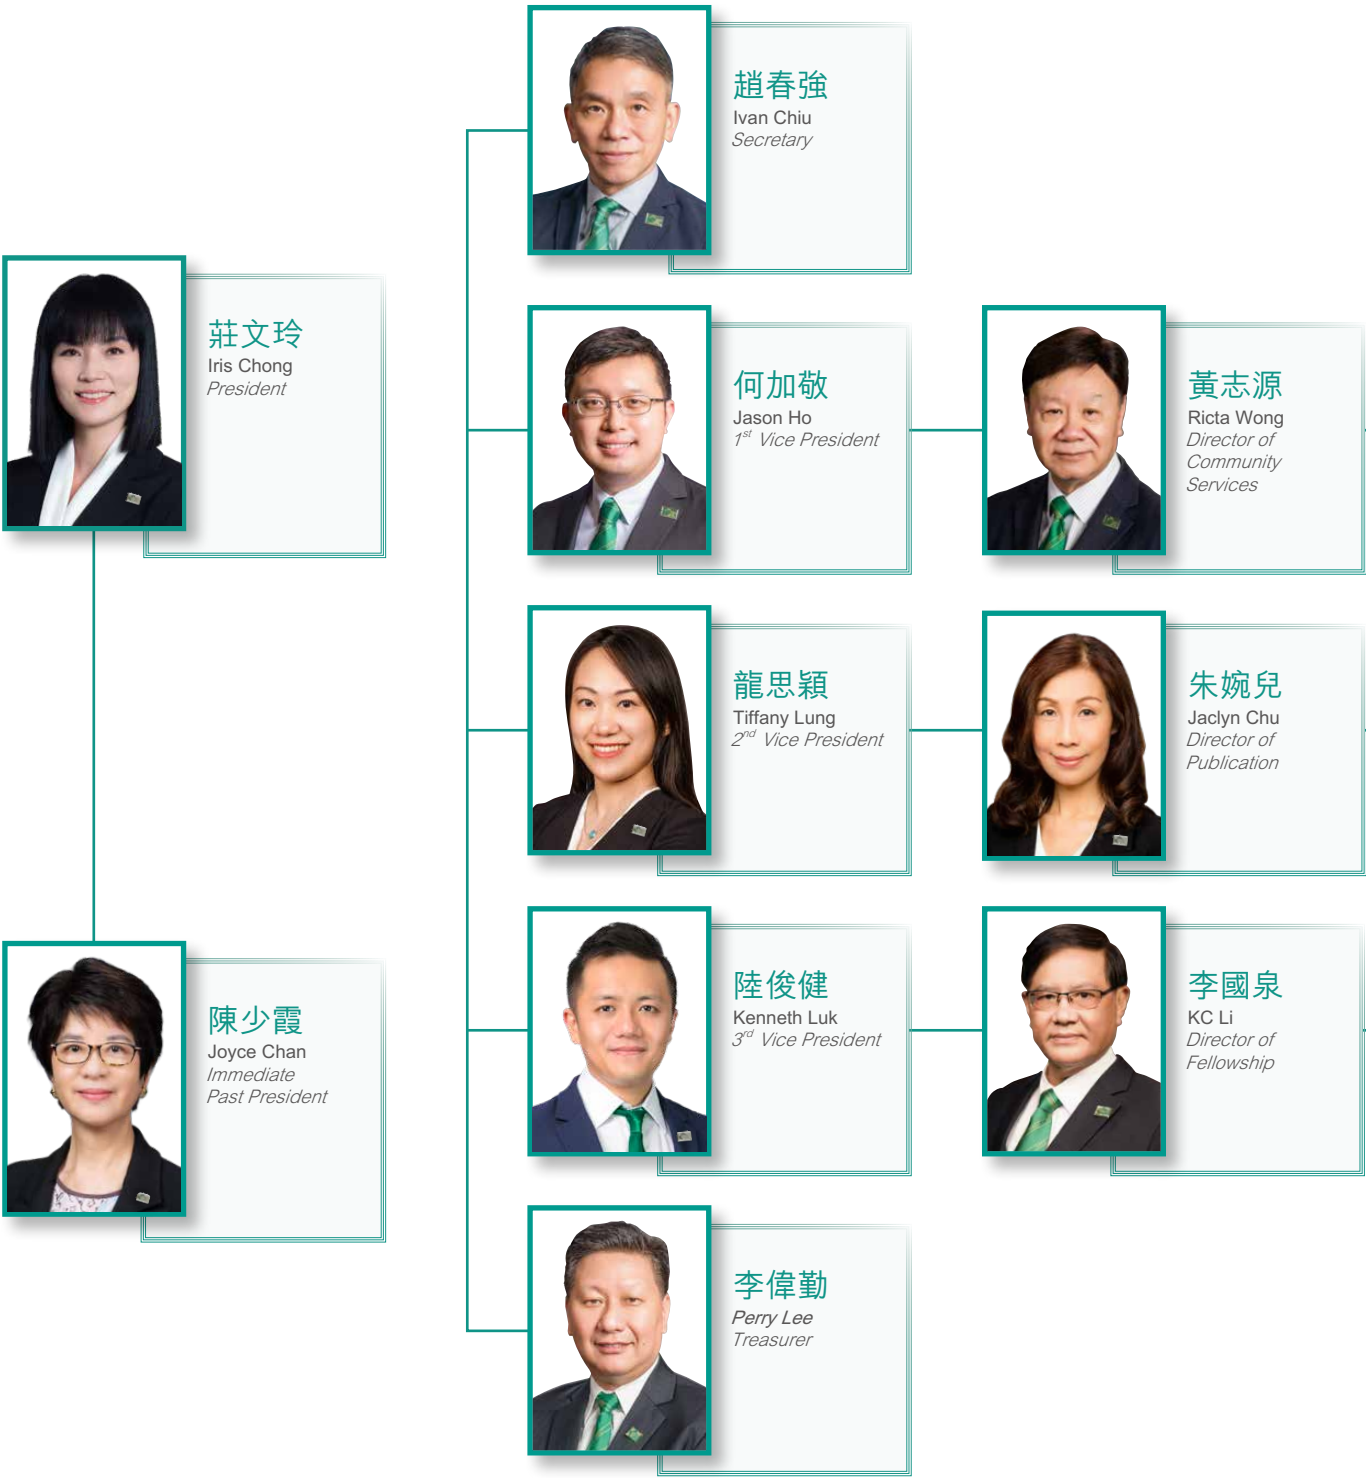 趙春強
Ivan Chiu
Secretary
莊文玲
Iris Chong
President
何加敬
Jason Ho
1st Vice President
黃志源
Ricta Wong
Director of
Community
Services
龍思穎
Tiffany Lung
2nd Vice President
朱婉兒
Jaclyn Chu
Director of
Publication
陳少霞
Joyce Chan
Immediate
Past President
陸俊健
Kenneth Luk
3rd Vice President
李國泉
KC Li
Director of
Fellowship
李偉勤
Perry Lee
Treasurer